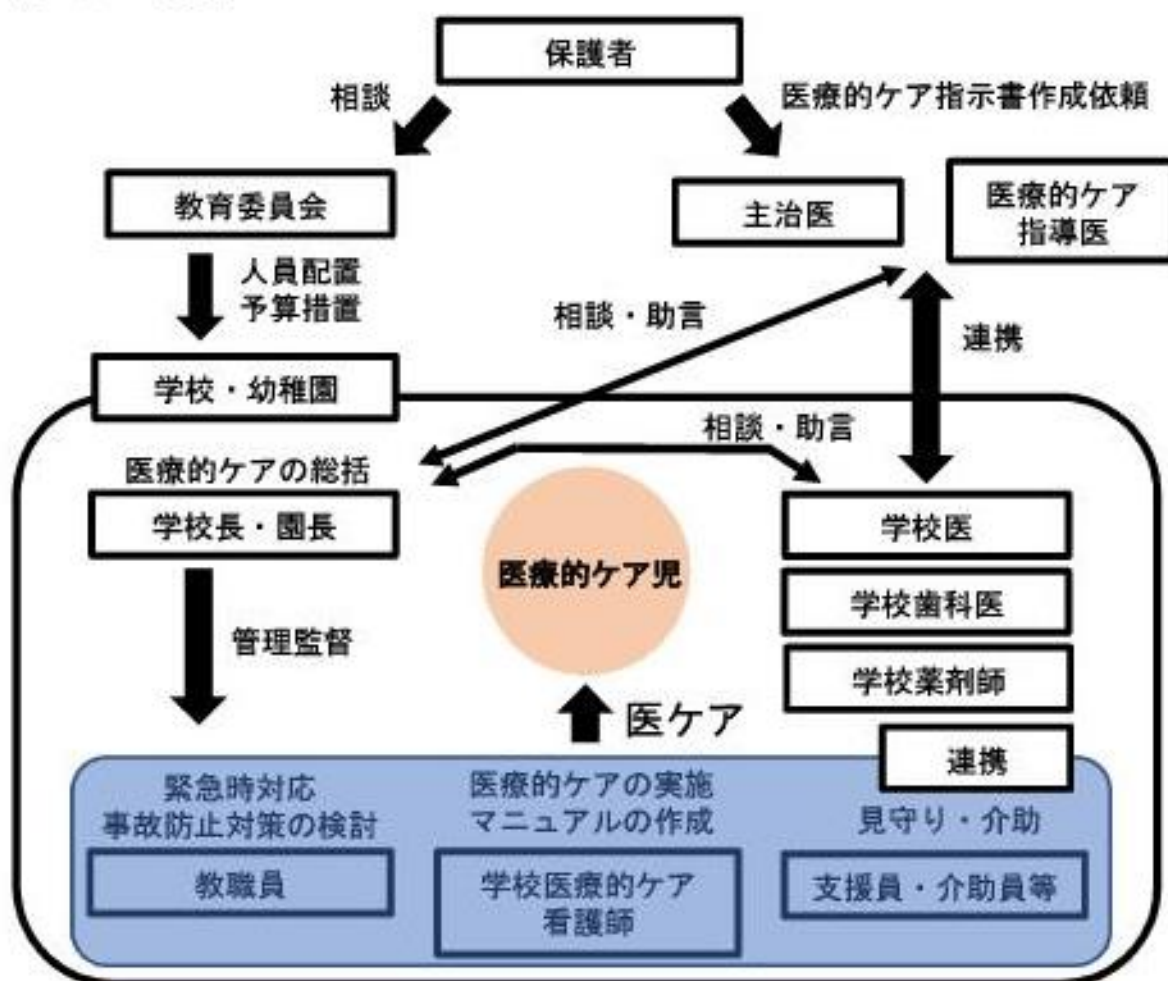 保護者
相談
医療的ケア指示書作成依頼
教育委員会
主治医
医療的ケア
指導医
人員配置
予算措置
相談・助言
連携
学校・幼稚園
相談・助言
医療的ケアの総括
学校長・園長
学校医
医療的ケア児
学校歯科医
管理監督
学校薬剤師
医ケア
連携
緊急時対応
事故防止対策の検討
教職員
医療的ケアの実施
マニュアルの作成
学校医療的ケア
看護師
見守り・介助
支援員・介助員等